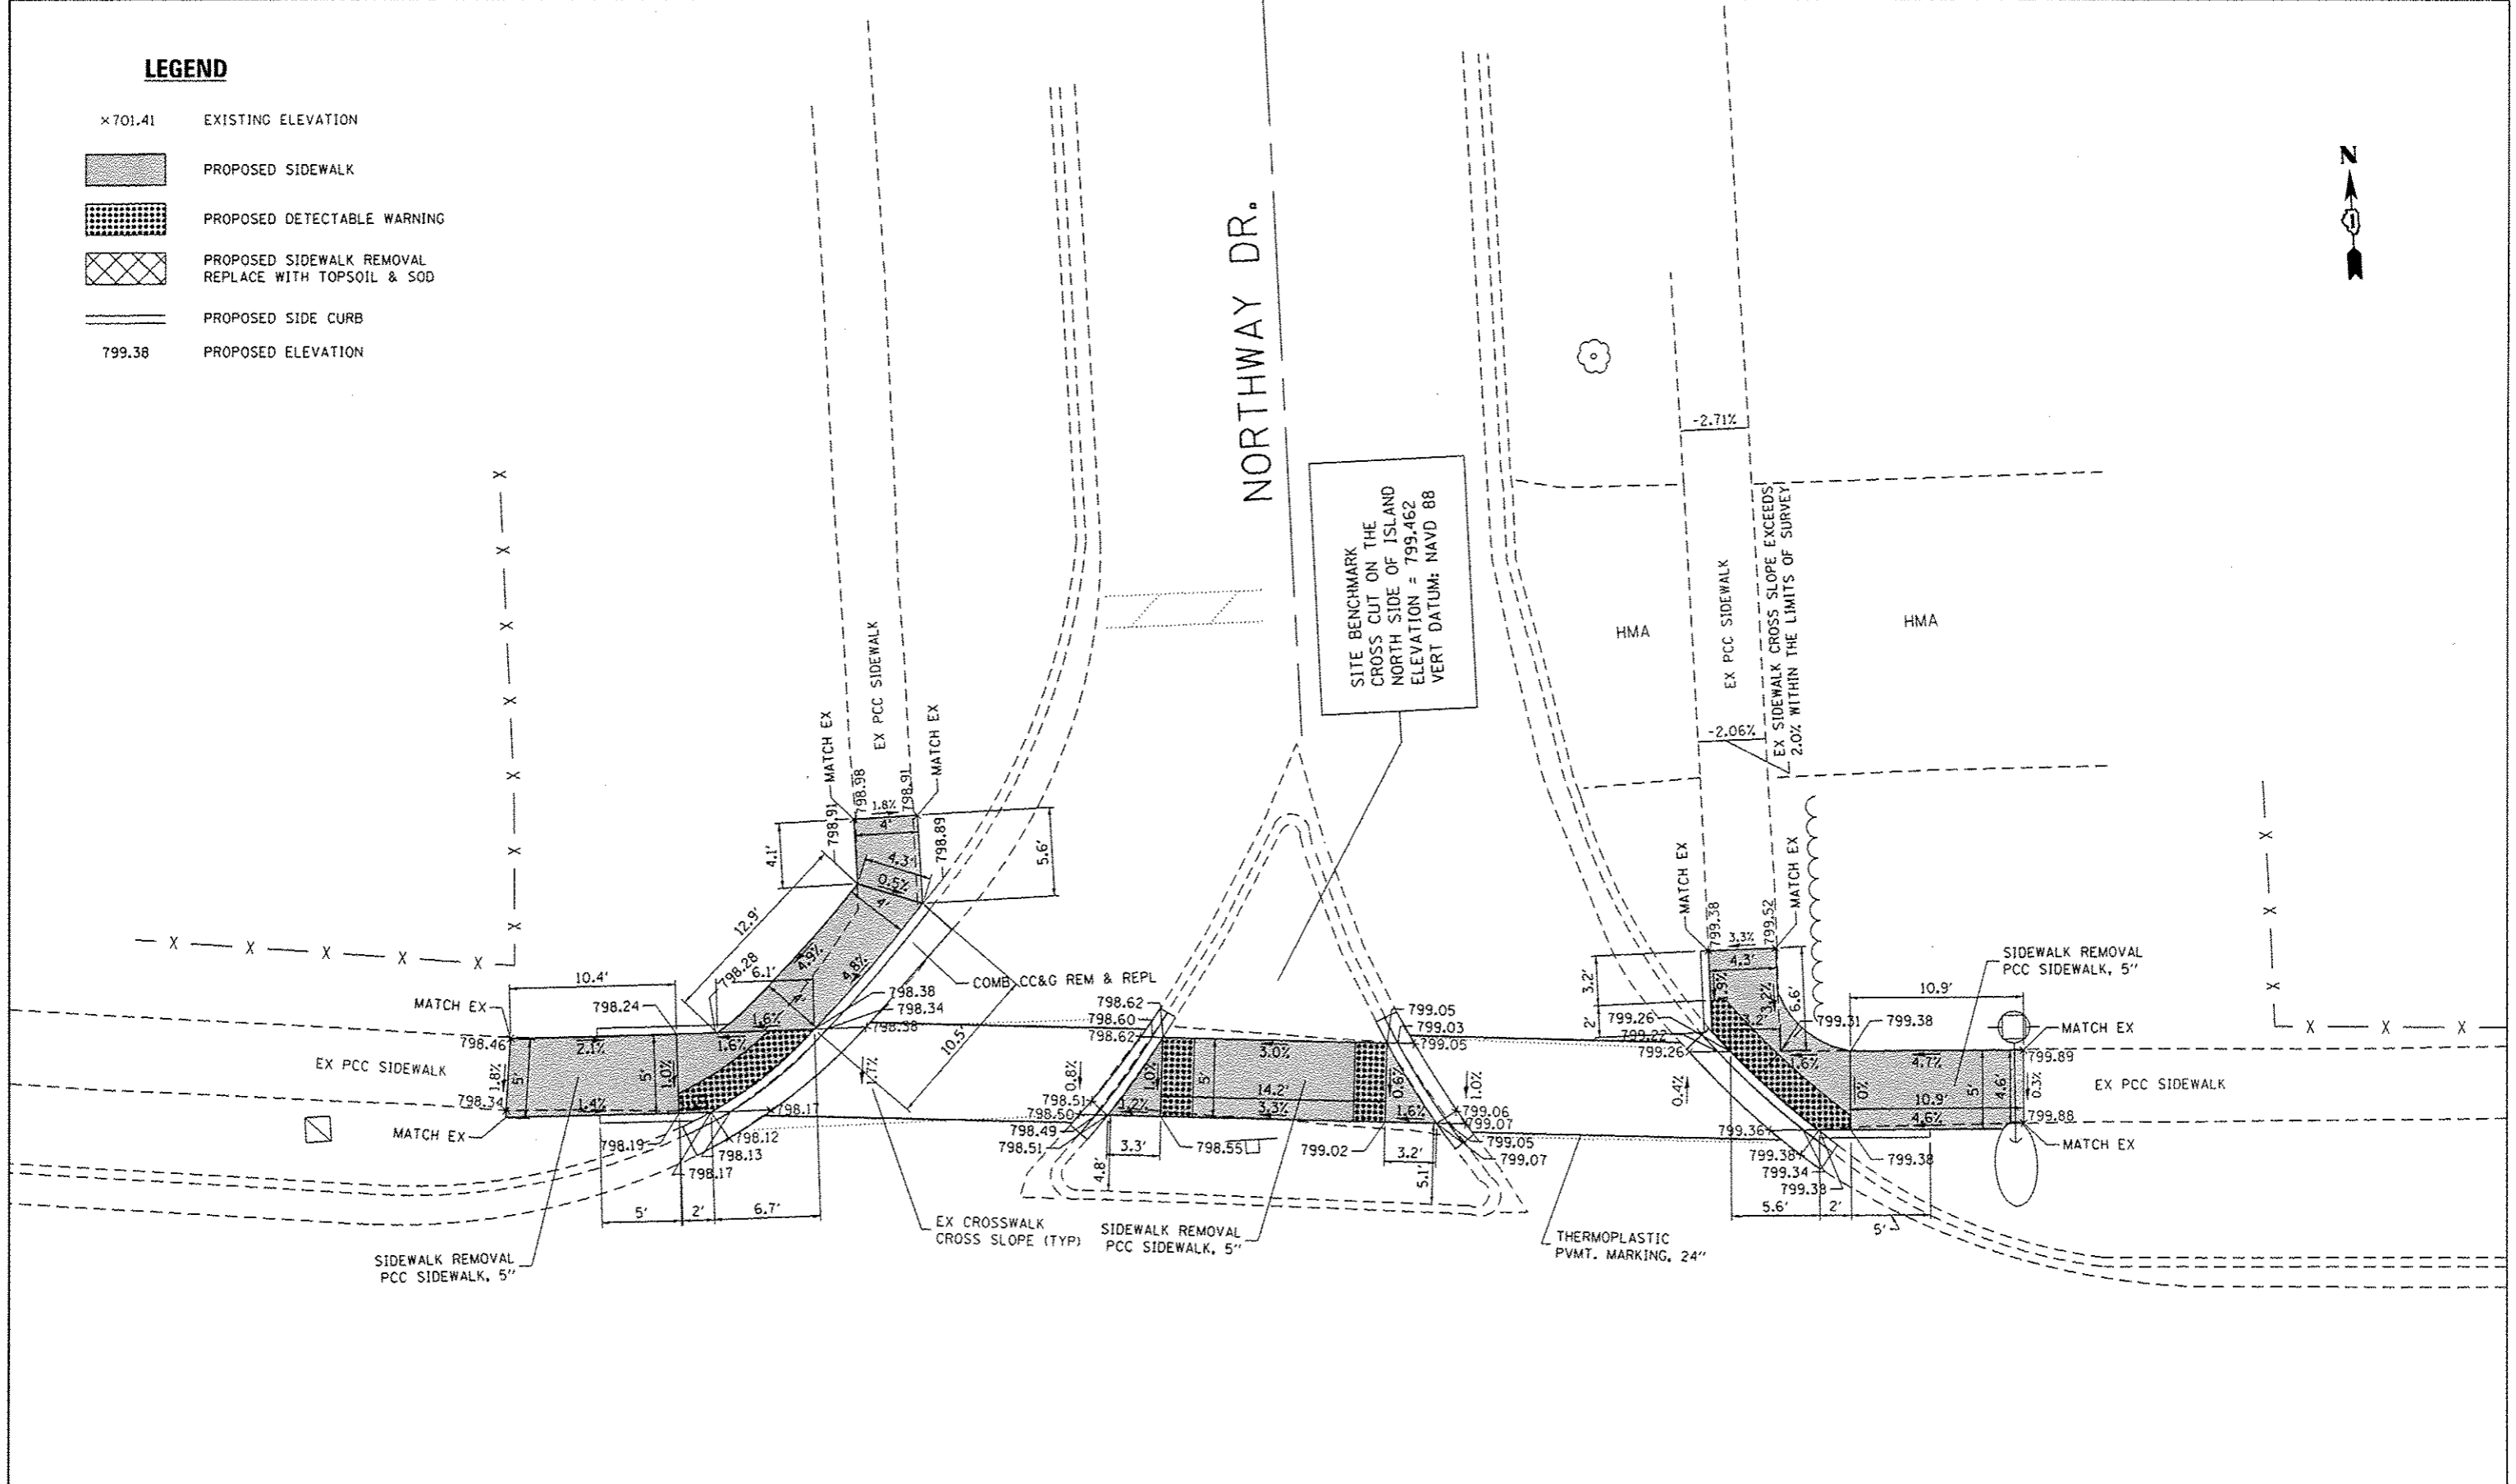 LEGEND
×701.41 EXISTING ELEVATION
PROPOSED SIDEWALK
PROPOSED DETECTABLE WARNING
PROPOSED SIDEWALK REMOVAL
REPLACE WITH TOPSOIL & SOD
PROPOSED SIDE CURB
799.38 PROPOSED ELEVATION
N
1
NORTHWAY DR.
SITE BENCHMARK
CROSS CUT ON THE
NORTH SIDE OF ISLAND
ELEVATION = 799.462
VERT DATUM: NAVD 88
-2.71%
EX PCC SIDEWALK
EX SIDEWALK CROSS SLOPE EXCEEDS
2.0% WITHIN THE LIMITS OF SURVEY
HMA
HMA
-2.06%
EX PCC SIDEWALK
MATCH EX
MATCH EX
798.98
798.91
798.91
1.8%
4'
798.89
4.1'
4.3'
0.5%
4'
5.6'
12.9'
798.28
6.1'
4.9%
4.8%
4'
COMB CC&G REM & REPL
10.5'
10.4'
MATCH EX
798.24
798.38
798.34
798.38
1.6%
1.6%
798.46
2.1%
EX PCC SIDEWALK
1.8%
5'
5'
1.0%
1.7%
798.34
1.4%
MATCH EX
798.17
798.19
798.12
798.13
798.17
5'
2'
6.7'
SIDEWALK REMOVAL
PCC SIDEWALK, 5"
EX CROSSWALK
CROSS SLOPE (TYP)
798.62
798.60
798.62
799.05
799.03
799.05
3.0%
0.8%
1.0%
5'
14.2'
0.6%
1.0%
798.51
798.50
798.49
798.51
1.2%
3.3%
1.6%
799.06
799.07
799.05
799.07
3.3'
798.55
799.02
3.2'
4.8'
5.1'
SIDEWALK REMOVAL
PCC SIDEWALK, 5"
THERMOPLASTIC
PVMT. MARKING, 24"
MATCH EX
MATCH EX
799.38
799.52
3.3%
4.3'
3.2'
3.2%
6.6'
2'
3.2'
799.26
799.22
799.26
799.31
799.38
10.9'
SIDEWALK REMOVAL
PCC SIDEWALK, 5"
MATCH EX
799.89
1.6%
4.7%
0.4%
0%
5'
4.6'
0.3%
EX PCC SIDEWALK
10.9'
4.6%
799.88
MATCH EX
799.36
799.38
799.34
799.38
799.38
5.6'
2'
5'